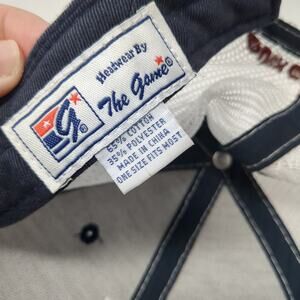 Headwear By
The Game®
G®
65% COTTON
35% POLYESTER
MADE IN CHINA
ONE SIZE FITS MOST